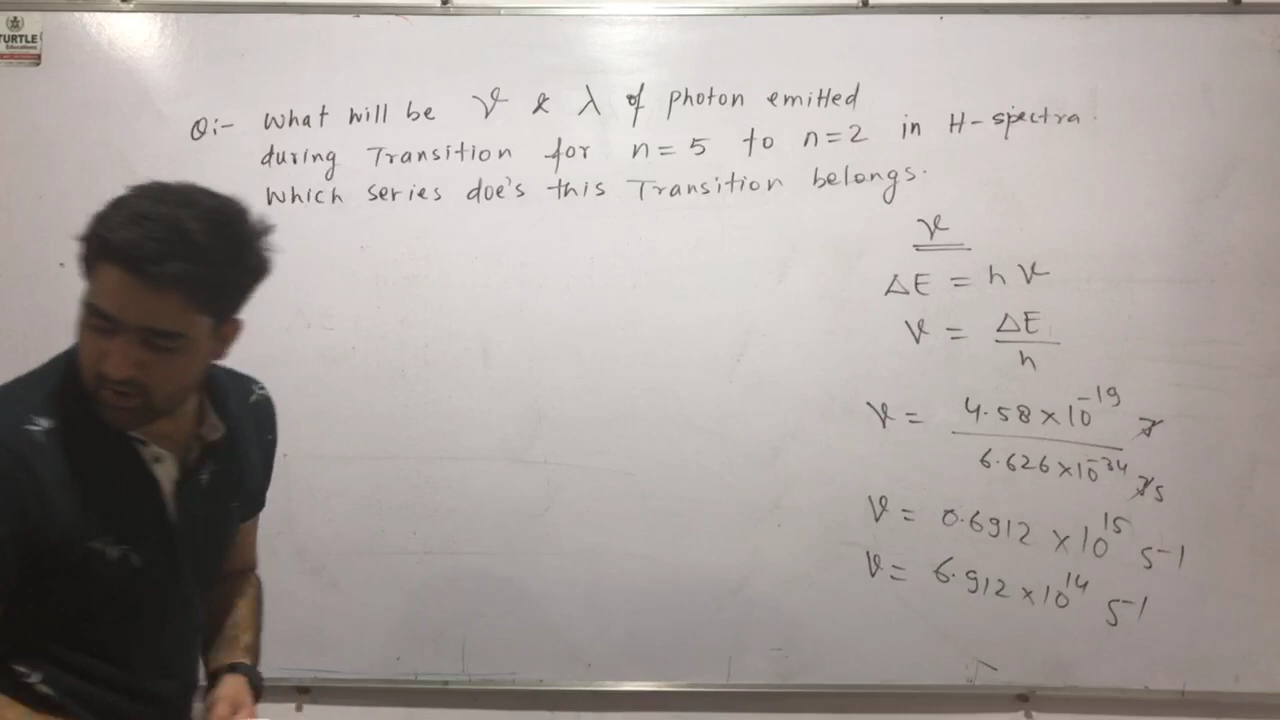 TURTLE
Educations
Q:- What will be ν & λ of photon emitted
during Transition for n=5 to n=2 in H-spectra.
Which series doe's this Transition belongs.
ν
ΔE = hν
ν = ΔE / h
ν = 4.58×10⁻¹⁹ J / 6.626×10⁻³⁴ Js
ν = 0.6912 ×10¹⁵ s⁻¹
ν = 6.912×10¹⁴ S⁻¹